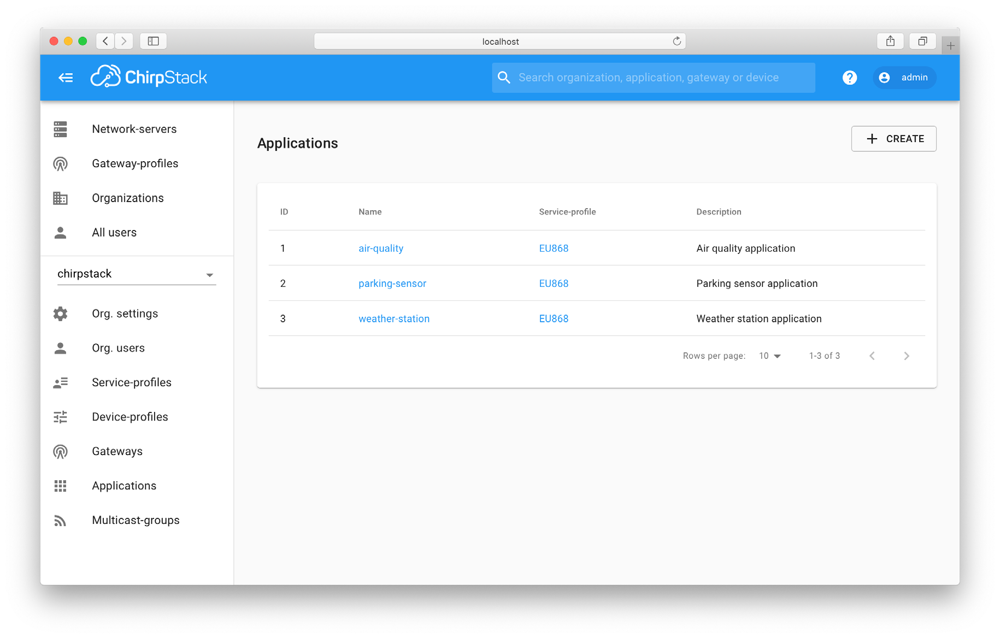 localhost
ChirpStack
Search organization, application, gateway or device
? admin
Network-servers
Gateway-profiles
Organizations
All users
chirpstack
Org. settings
Org. users
Service-profiles
Device-profiles
Gateways
Applications
Multicast-groups
Applications
+ CREATE
ID Name Service-profile Description
1 air-quality EU868 Air quality application
2 parking-sensor EU868 Parking sensor application
3 weather-station EU868 Weather station application
Rows per page: 10 1-3 of 3